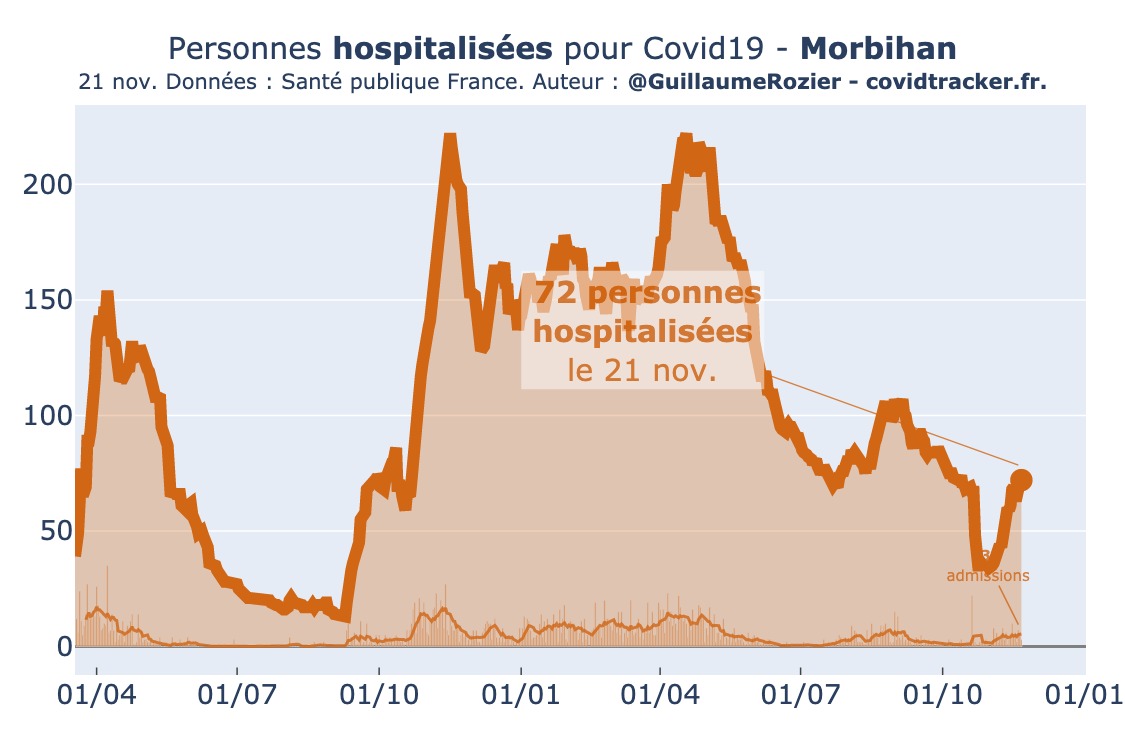 Personnes hospitalisées pour Covid19 - Morbihan
21 nov. Données : Santé publique France. Auteur : @GuillaumeRozier - covidtracker.fr.
200
150
100
50
0
72 personnes
hospitalisées
le 21 nov.
admissions
01/04 01/07 01/10 01/01 01/04 01/07 01/10 01/01